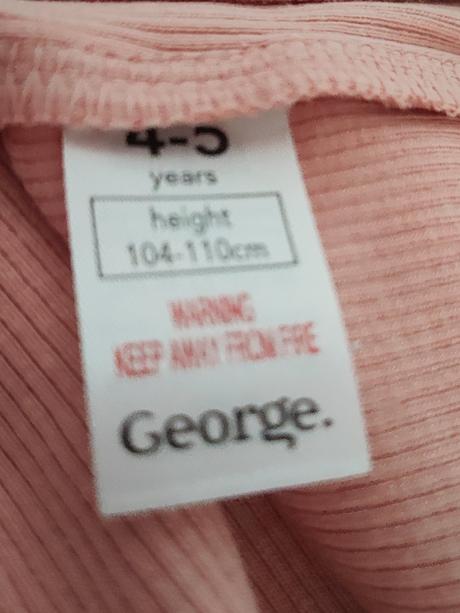 4-5
years
height
104-110cm
WARNING
KEEP AWAY FROM FIRE
George.